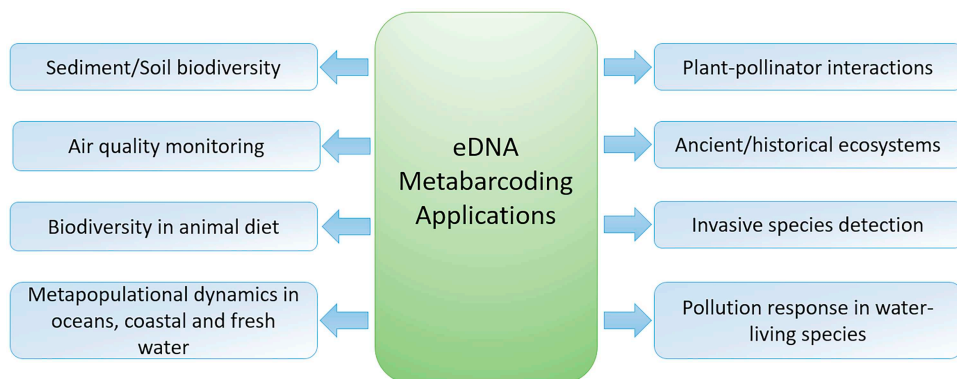 Sediment/Soil biodiversity
Air quality monitoring
Biodiversity in animal diet
Metapopulational dynamics in
oceans, coastal and fresh
water
eDNA
Metabarcoding
Applications
Plant-pollinator interactions
Ancient/historical ecosystems
Invasive species detection
Pollution response in water-
living species